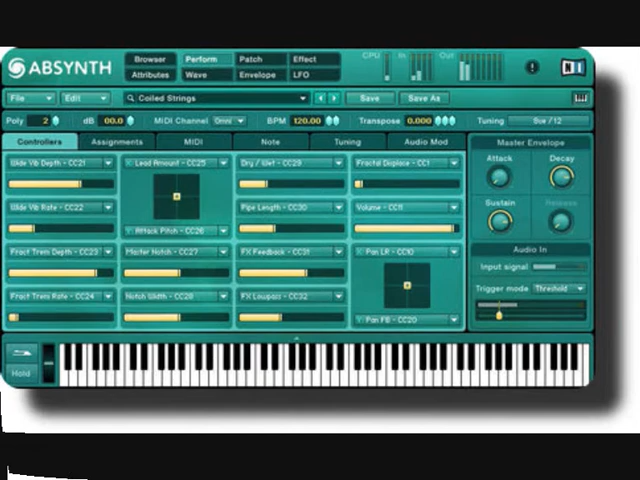 ABSYNTH
Browser Perform Patch Effect
Attributes Wave Envelope LFO
CPU In Out
File Edit Coiled Strings Save Save As
Poly 2 dB 00.0 MIDI Channel Omni BPM 120.00 Transpose 0.000 Tuning
Controllers Assignments MIDI Note Tuning Audio Mod
Master Envelope
Wide Vib Depth - CC21 X: Lead Amount - CC25 Dry / Wet - CC29 Fractal Displace - CC1
Attack Decay
Wide Vib Rate - CC22 Pipe Length - CC30 Volume - CC11
Sustain Release
Y: Attack Pitch - CC26
Fract Trem Depth - CC23 Master Notch - CC27 FX Feedback - CC31 X: Pan LR - CC10
Audio In
Input signal
Trigger mode Threshold
Fract Trem Rate - CC24 Notch Width - CC28 FX Lowpass - CC32
Y: Pan FB - CC20
Hold